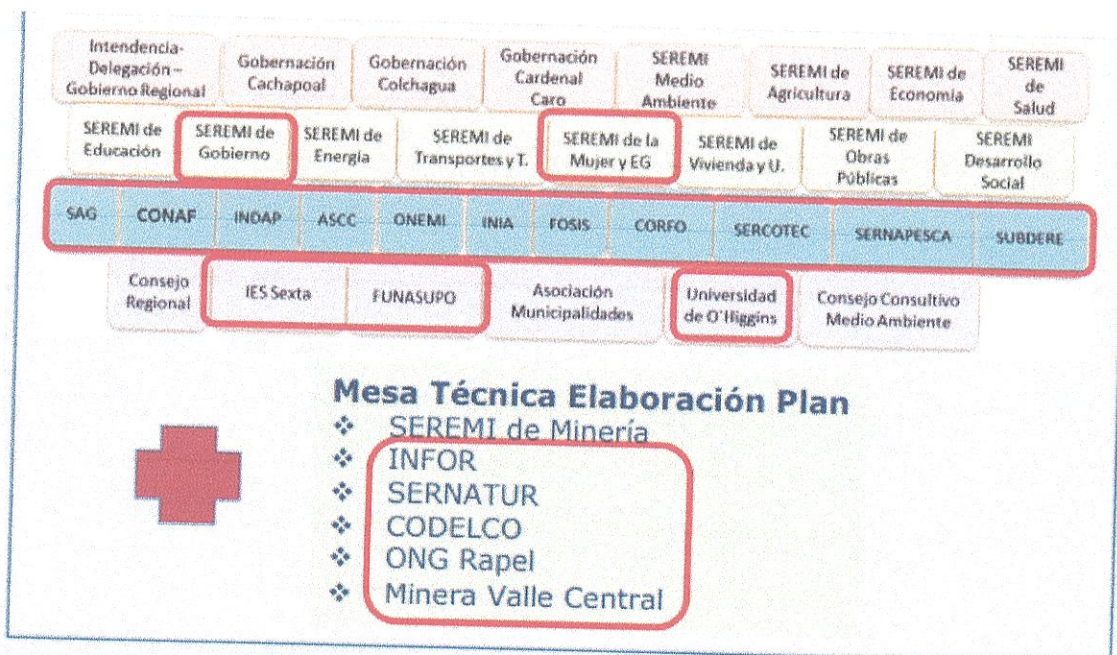 Intendencia-
Delegación –
Gobierno Regional
Gobernación
Cachapoal
Gobernación
Colchagua
Gobernación
Cardenal
Caro
SEREMI
Medio
Ambiente
SEREMI de
Agricultura
SEREMI de
Economia
SEREMI
de
Salud
SEREMI de
Educación
SEREMI de
Gobierno
SEREMI de
Energía
SEREMI de
Transportes y T.
SEREMI de la
Mujer y EG
SEREMI de
Vivienda y U.
SEREMI de
Obras
Públicas
SEREMI
Desarrollo
Social
SAG
CONAF
INDAP
ASCC
ONEMI
INIA
FOSIS
CORFO
SERCOTEC
SERNAPESCA
SUBDERE
Consejo
Regional
IES Sexta
FUNASUPO
Asociación
Municipalidades
Universidad
de O´Higgins
Consejo Consultivo
Medio Ambiente
Mesa Técnica Elaboración Plan
❖ SEREMI de Minería
❖ INFOR
❖ SERNATUR
❖ CODELCO
❖ ONG Rapel
❖ Minera Valle Central